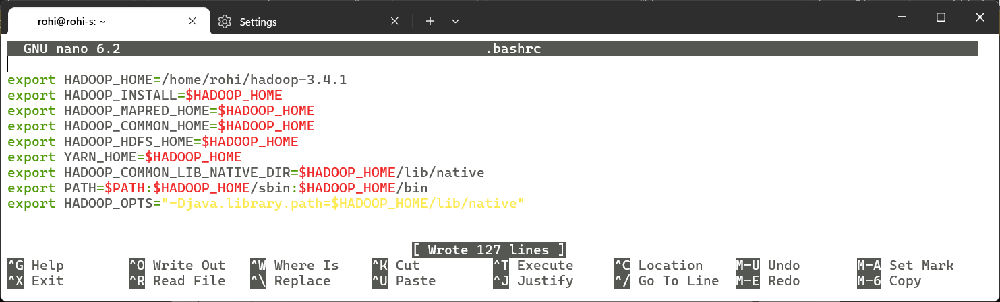 rohi@rohi-s: ~
Settings
GNU nano 6.2 .bashrc
export HADOOP_HOME=/home/rohi/hadoop-3.4.1
export HADOOP_INSTALL=$HADOOP_HOME
export HADOOP_MAPRED_HOME=$HADOOP_HOME
export HADOOP_COMMON_HOME=$HADOOP_HOME
export HADOOP_HDFS_HOME=$HADOOP_HOME
export YARN_HOME=$HADOOP_HOME
export HADOOP_COMMON_LIB_NATIVE_DIR=$HADOOP_HOME/lib/native
export PATH=$PATH:$HADOOP_HOME/sbin:$HADOOP_HOME/bin
export HADOOP_OPTS="-Djava.library.path=$HADOOP_HOME/lib/native"
[ Wrote 127 lines ]
^G Help ^O Write Out ^W Where Is ^K Cut ^T Execute ^C Location M-U Undo M-A Set Mark
^X Exit ^R Read File ^\ Replace ^U Paste ^J Justify ^/ Go To Line M-E Redo M-6 Copy